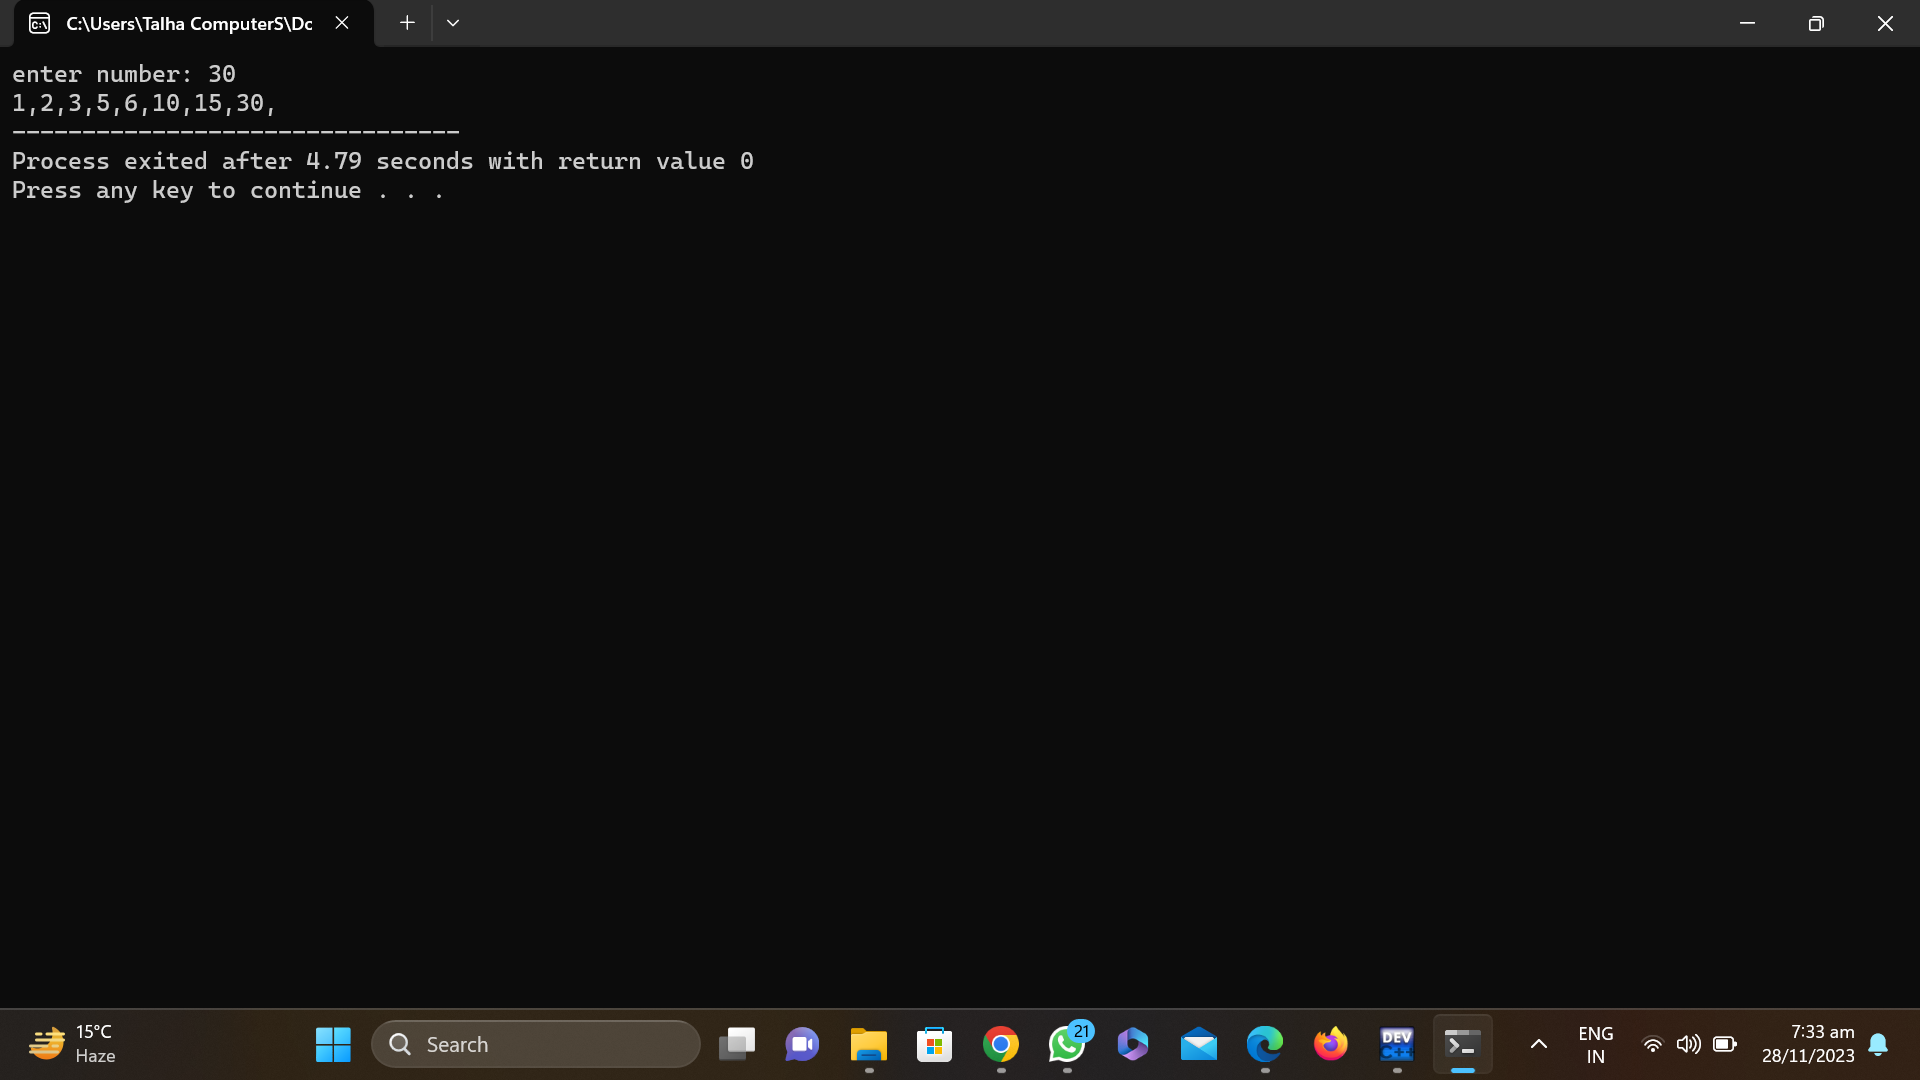 C:\Users\Talha ComputerS\Dc
enter number: 30
1,2,3,5,6,10,15,30,
--------------------------------
Process exited after 4.79 seconds with return value 0
Press any key to continue . . .
15°C
Haze
Search
21
DEV
C++
ENG
IN
7:33 am
28/11/2023